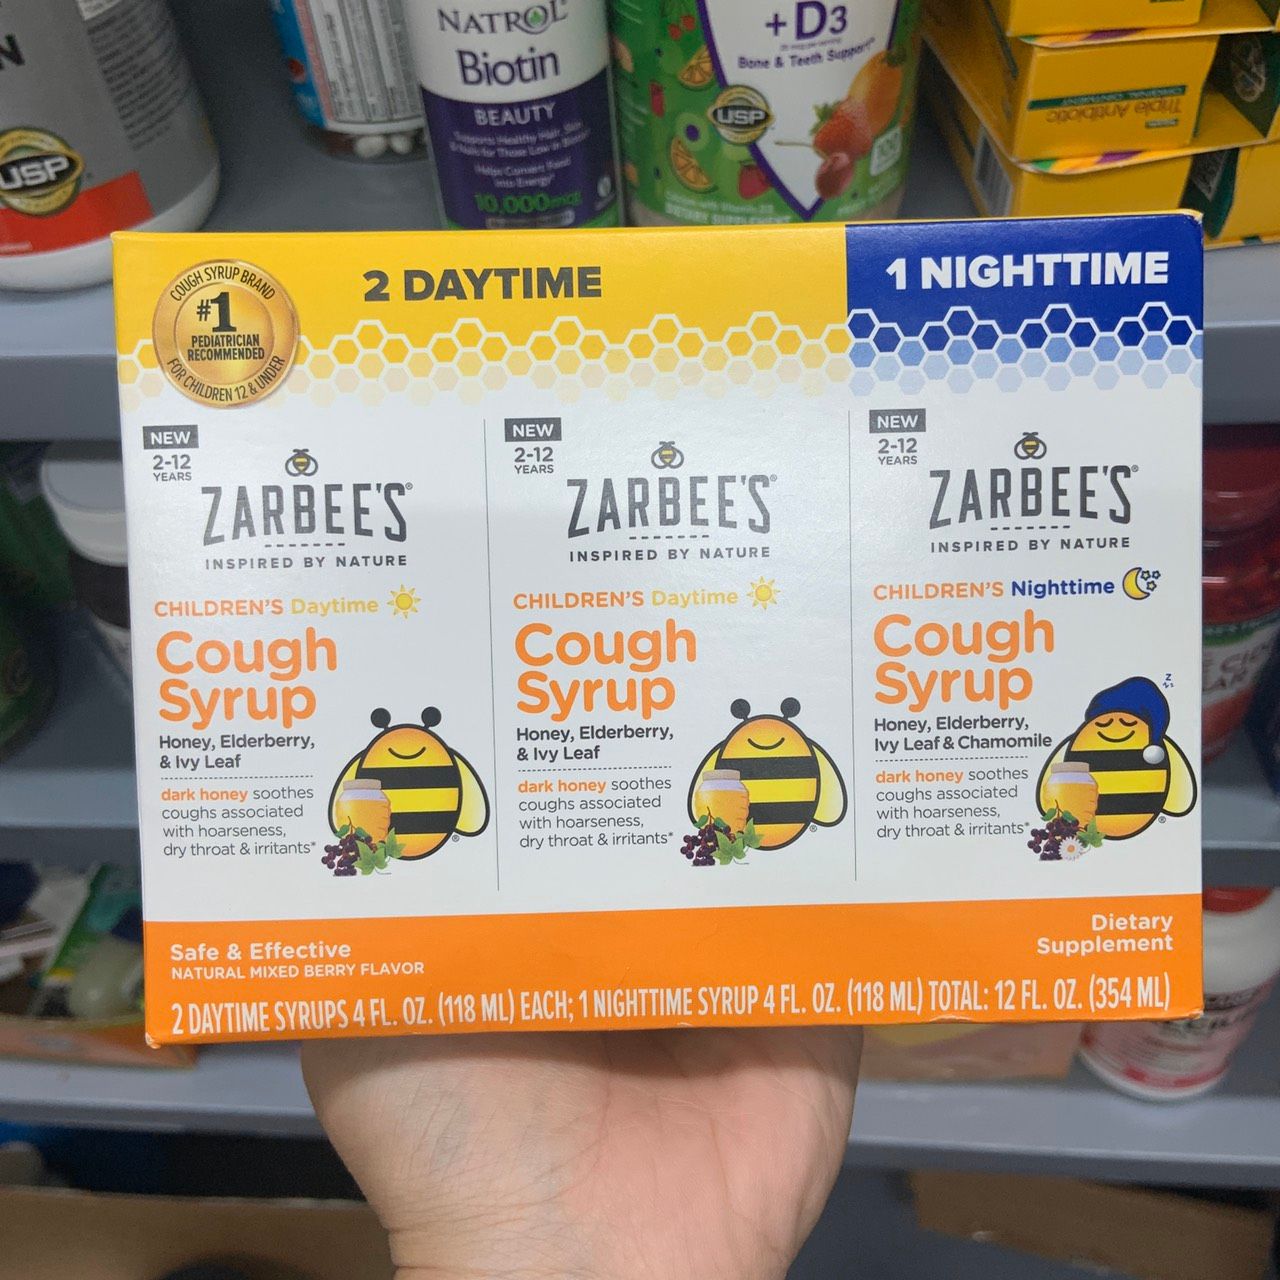 N
USP
NATROL
Biotin
BEAUTY
10,000mcg
+D3
Bone & Teeth Support
USP
DIETARY SUPPLEMENT
Triple Antibiotic
2 DAYTIME
1 NIGHTTIME
COUGH SYRUP BRAND
#1
PEDIATRICIAN
RECOMMENDED
FOR CHILDREN 12 & UNDER
NEW
2-12
YEARS
ZARBEE'S®
INSPIRED BY NATURE
CHILDREN'S Daytime
Cough
Syrup
Honey, Elderberry,
& Ivy Leaf
dark honey soothes
coughs associated
with hoarseness,
dry throat & irritants*
NEW
2-12
YEARS
ZARBEE'S®
INSPIRED BY NATURE
CHILDREN'S Daytime
Cough
Syrup
Honey, Elderberry,
& Ivy Leaf
dark honey soothes
coughs associated
with hoarseness,
dry throat & irritants*
NEW
2-12
YEARS
ZARBEE'S®
INSPIRED BY NATURE
CHILDREN'S Nighttime
Cough
Syrup
Honey, Elderberry,
Ivy Leaf & Chamomile
dark honey soothes
coughs associated
with hoarseness,
dry throat & irritants*
Safe & Effective
NATURAL MIXED BERRY FLAVOR
Dietary
Supplement
2 DAYTIME SYRUPS 4 FL. OZ. (118 ML) EACH; 1 NIGHTTIME SYRUP 4 FL. OZ. (118 ML) TOTAL: 12 FL. OZ. (354 ML)